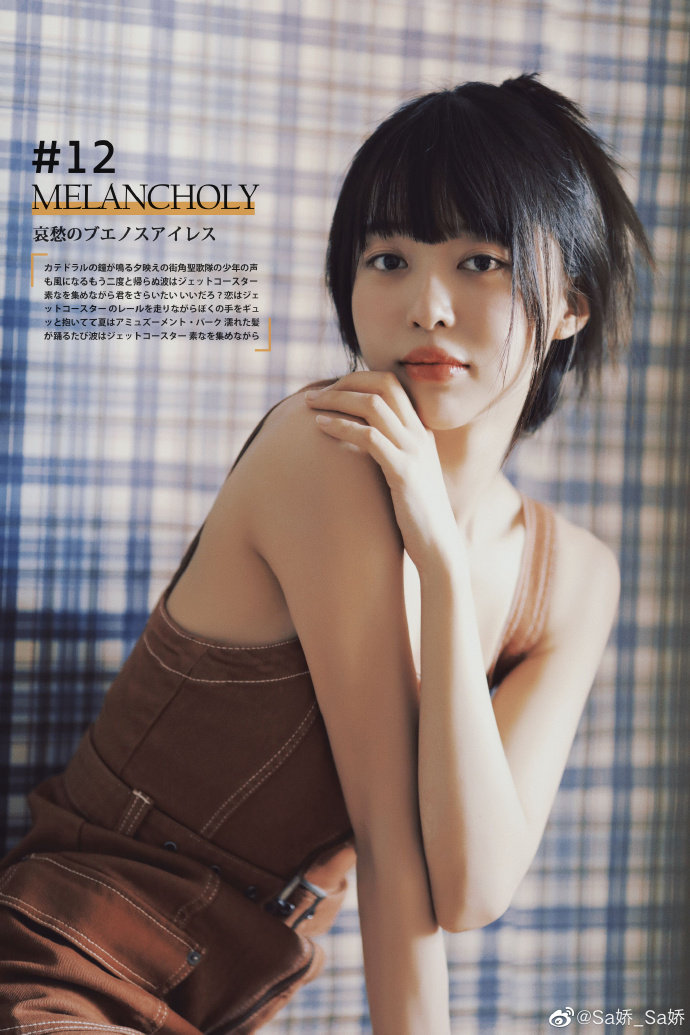 #12
MELANCHOLY
哀愁のブエノスアイレス
カテドラルの鐘が鳴る夕映えの街角聖歌隊の少年の声
も風になるもう二度と帰らぬ波はジェットコースター
素なを集めながら君をさらいたい いいだろ？恋はジェ
ットコースター のレールを走りながらぼくの手をギュ
ッと抱いてて夏はアミューズメント・パーク 濡れた髪
が踊るたび波はジェットコースター 素なを集めながら
@Sa娇_Sa娇